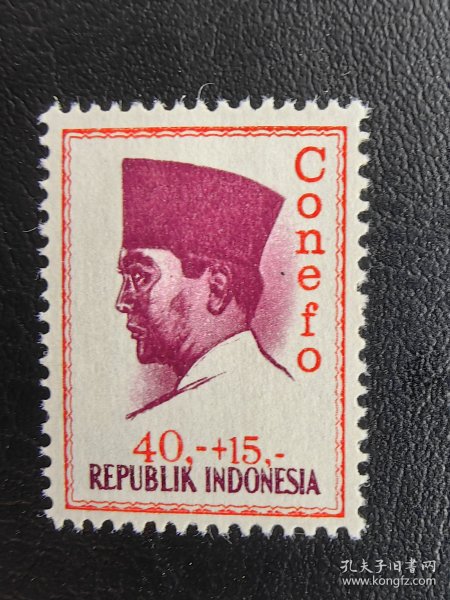 Conefo
40,-+15,-
REPUBLIK INDONESIA
孔夫子旧书网
www.kongfz.com